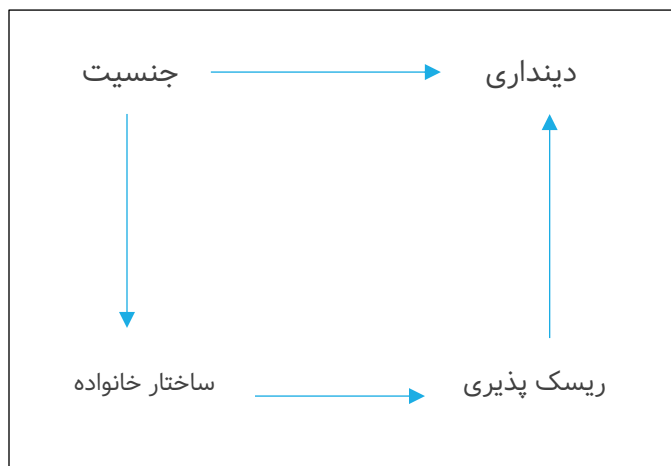 جنسیت
دینداری
ساختار خانواده
ریسک پذیری